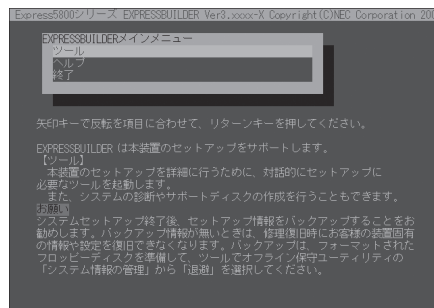 Express5800シリーズ EXPRESSBUILDER Ver3.xxxx-X Copyright(C)NEC Corporation 200
EXPRESSBUILDERメインメニュー
ツール
ヘルプ
終了
矢印キーで反転を項目に合わせて、リターンキーを押してください。
EXPRESSBUILDER は本装置のセットアップをサポートします。
【ツール】
本装置のセットアップを詳細に行うために、対話的にセットアップに
必要なツールを起動します。
また、システムの診断やサポートディスクの作成を行うこともできます。
お願い
システムセットアップ終了後、セットアップ情報をバックアップすることをお
勧めします。バックアップ情報が無いときは、修理復旧時にお客様の装置固有
の情報や設定を復旧できなくなります。バックアップは、フォーマットされた
フロッピーディスクを準備して、ツールでオフライン保守ユーティリティの
「システム情報の管理」から「退避」を選択してください。